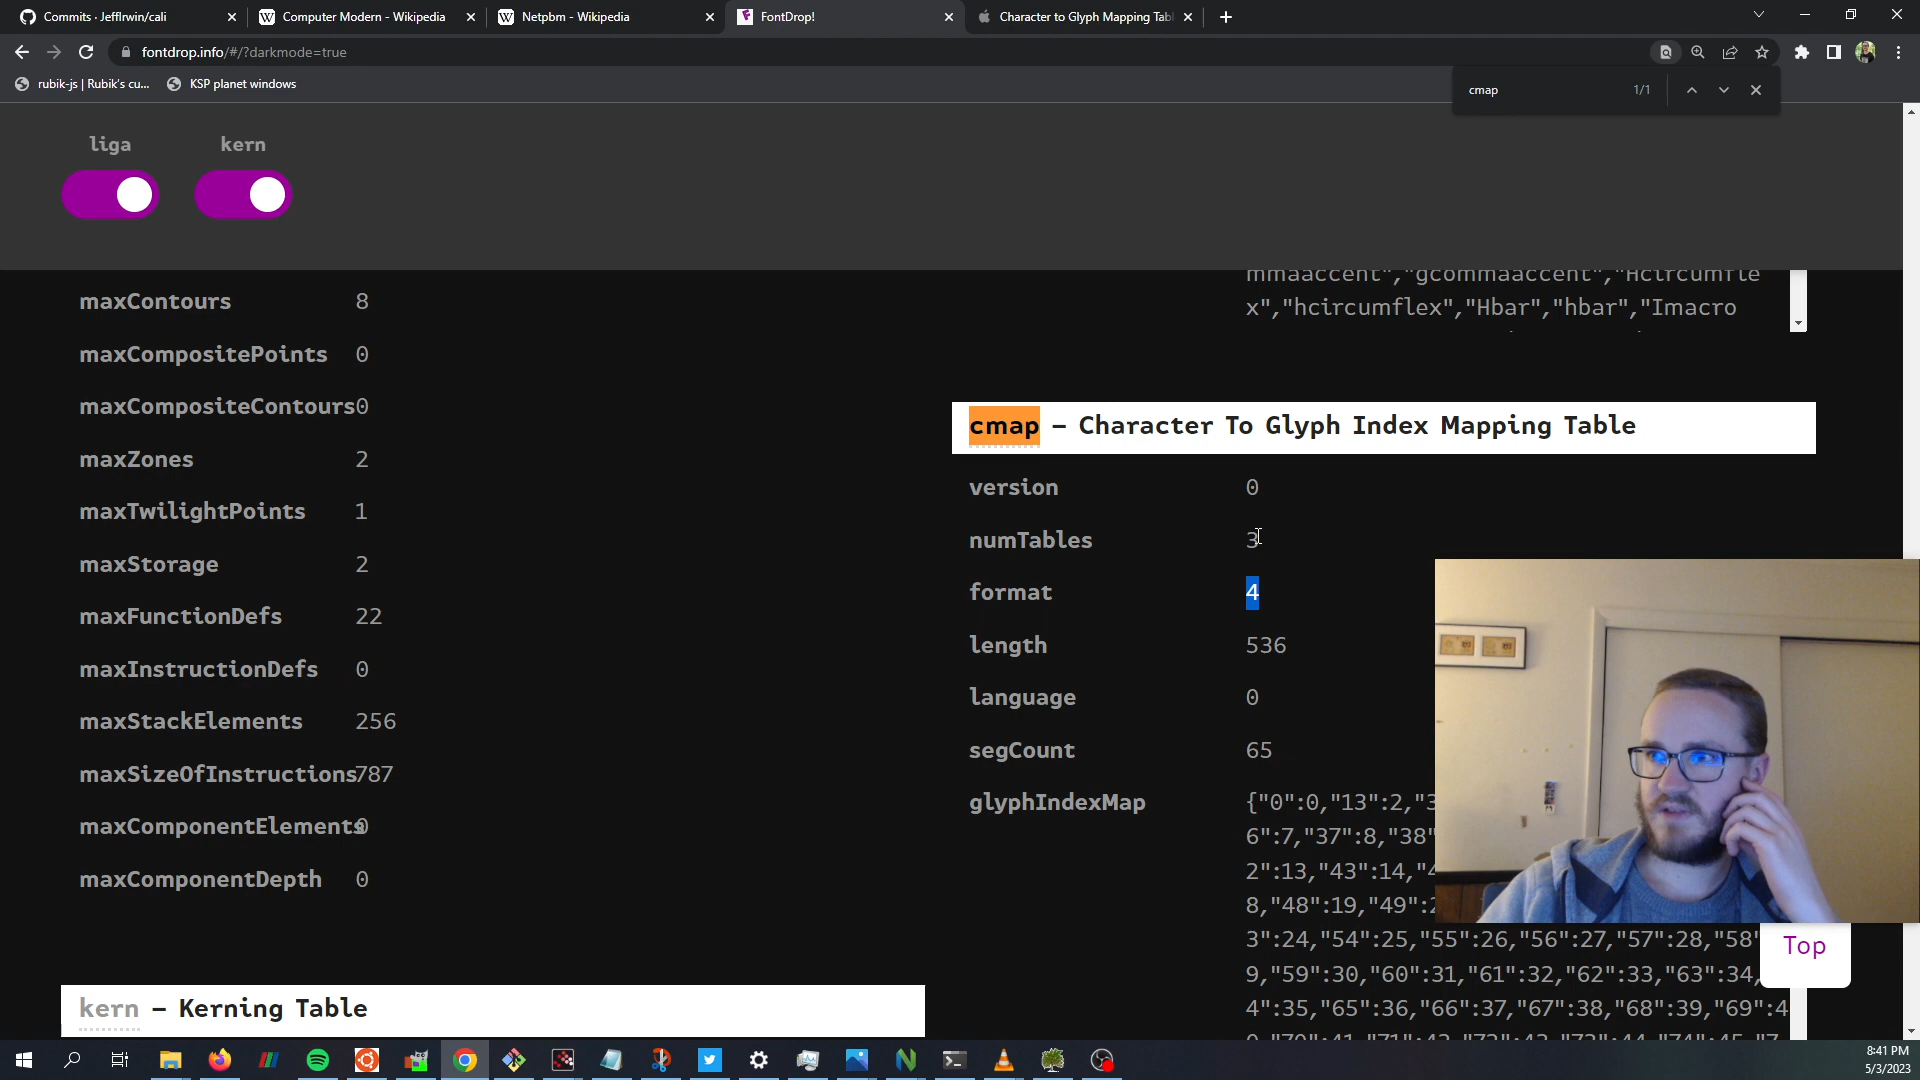 Commits · JeffIrwin/cali
Computer Modern - Wikipedia
Netpbm - Wikipedia
FontDrop!
Character to Glyph Mapping Tabl
fontdrop.info/#/?darkmode=true
rubik-js | Rubik's cu...
KSP planet windows
cmap
1/1
liga
kern
maxContours 8
maxCompositePoints 0
maxCompositeContours0
maxZones 2
maxTwilightPoints 1
maxStorage 2
maxFunctionDefs 22
maxInstructionDefs 0
maxStackElements 256
maxSizeOfInstructions787
maxComponentElements0
maxComponentDepth 0
kern – Kerning Table
mmaaccent","gcommaaccent","Hcircumfle
x","hcircumflex","Hbar","hbar","Imacro
cmap – Character To Glyph Index Mapping Table
version 0
numTables 3
format 4
length 536
language 0
segCount 65
glyphIndexMap {"0":0,"13":2,"3
6":7,"37":8,"38"
2":13,"43":14,"4
8,"48":19,"49":2
3":24,"54":25,"55":26,"56":27,"57":28,"58"
9,"59":30,"60":31,"61":32,"62":33,"63":34,
4":35,"65":36,"66":37,"67":38,"68":39,"69":4
Top
8:41 PM
5/3/2023